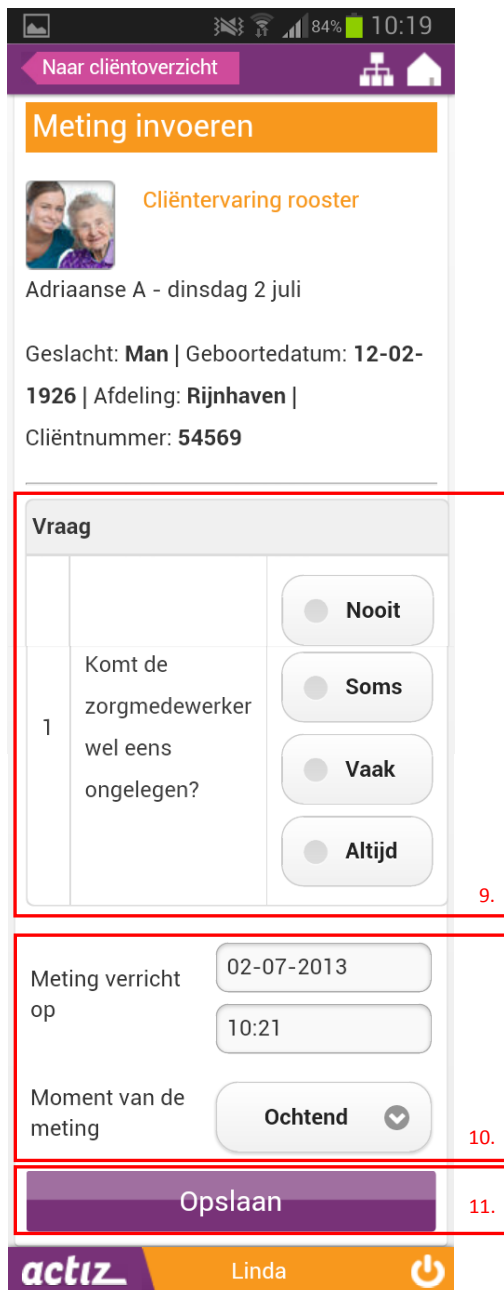 84% 10:19
Naar cliëntoverzicht
Meting invoeren
Cliëntervaring rooster
Adriaanse A - dinsdag 2 juli
Geslacht: Man | Geboortedatum: 12-02-
1926 | Afdeling: Rijnhaven |
Cliëntnummer: 54569
Vraag
1
Komt de
zorgmedewerker
wel eens
ongelegen?
Nooit
Soms
Vaak
Altijd
9.
Meting verricht
op
02-07-2013
10:21
Moment van de
meting
Ochtend
10.
Opslaan
11.
actiz
Linda